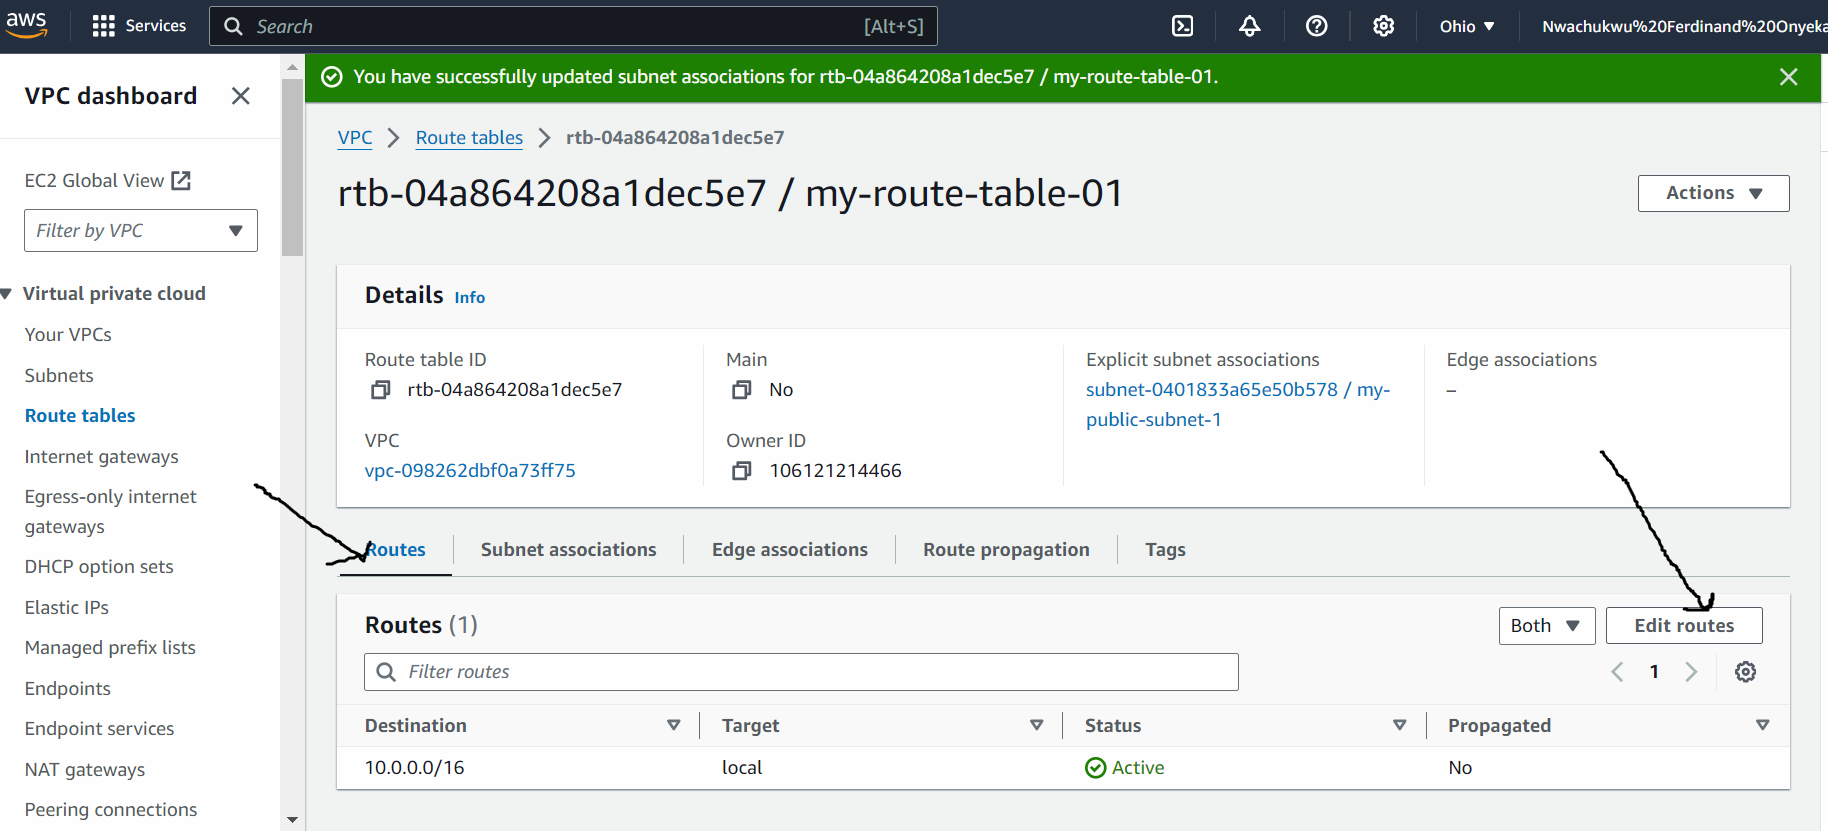 aws
Services
Search [Alt+S]
Ohio
Nwachukwu%20Ferdinand%20Onyeka
VPC dashboard
EC2 Global View
Filter by VPC
Virtual private cloud
Your VPCs
Subnets
Route tables
Internet gateways
Egress-only internet
gateways
DHCP option sets
Elastic IPs
Managed prefix lists
Endpoints
Endpoint services
NAT gateways
Peering connections
You have successfully updated subnet associations for rtb-04a864208a1dec5e7 / my-route-table-01.
VPC > Route tables > rtb-04a864208a1dec5e7
rtb-04a864208a1dec5e7 / my-route-table-01
Actions
Details Info
Route table ID
rtb-04a864208a1dec5e7
VPC
vpc-098262dbf0a73ff75
Main
No
Owner ID
106121214466
Explicit subnet associations
subnet-0401833a65e50b578 / my-
public-subnet-1
Edge associations
–
Routes Subnet associations Edge associations Route propagation Tags
Routes (1)
Both
Edit routes
Filter routes
1
Destination Target Status Propagated
10.0.0.0/16 local Active No